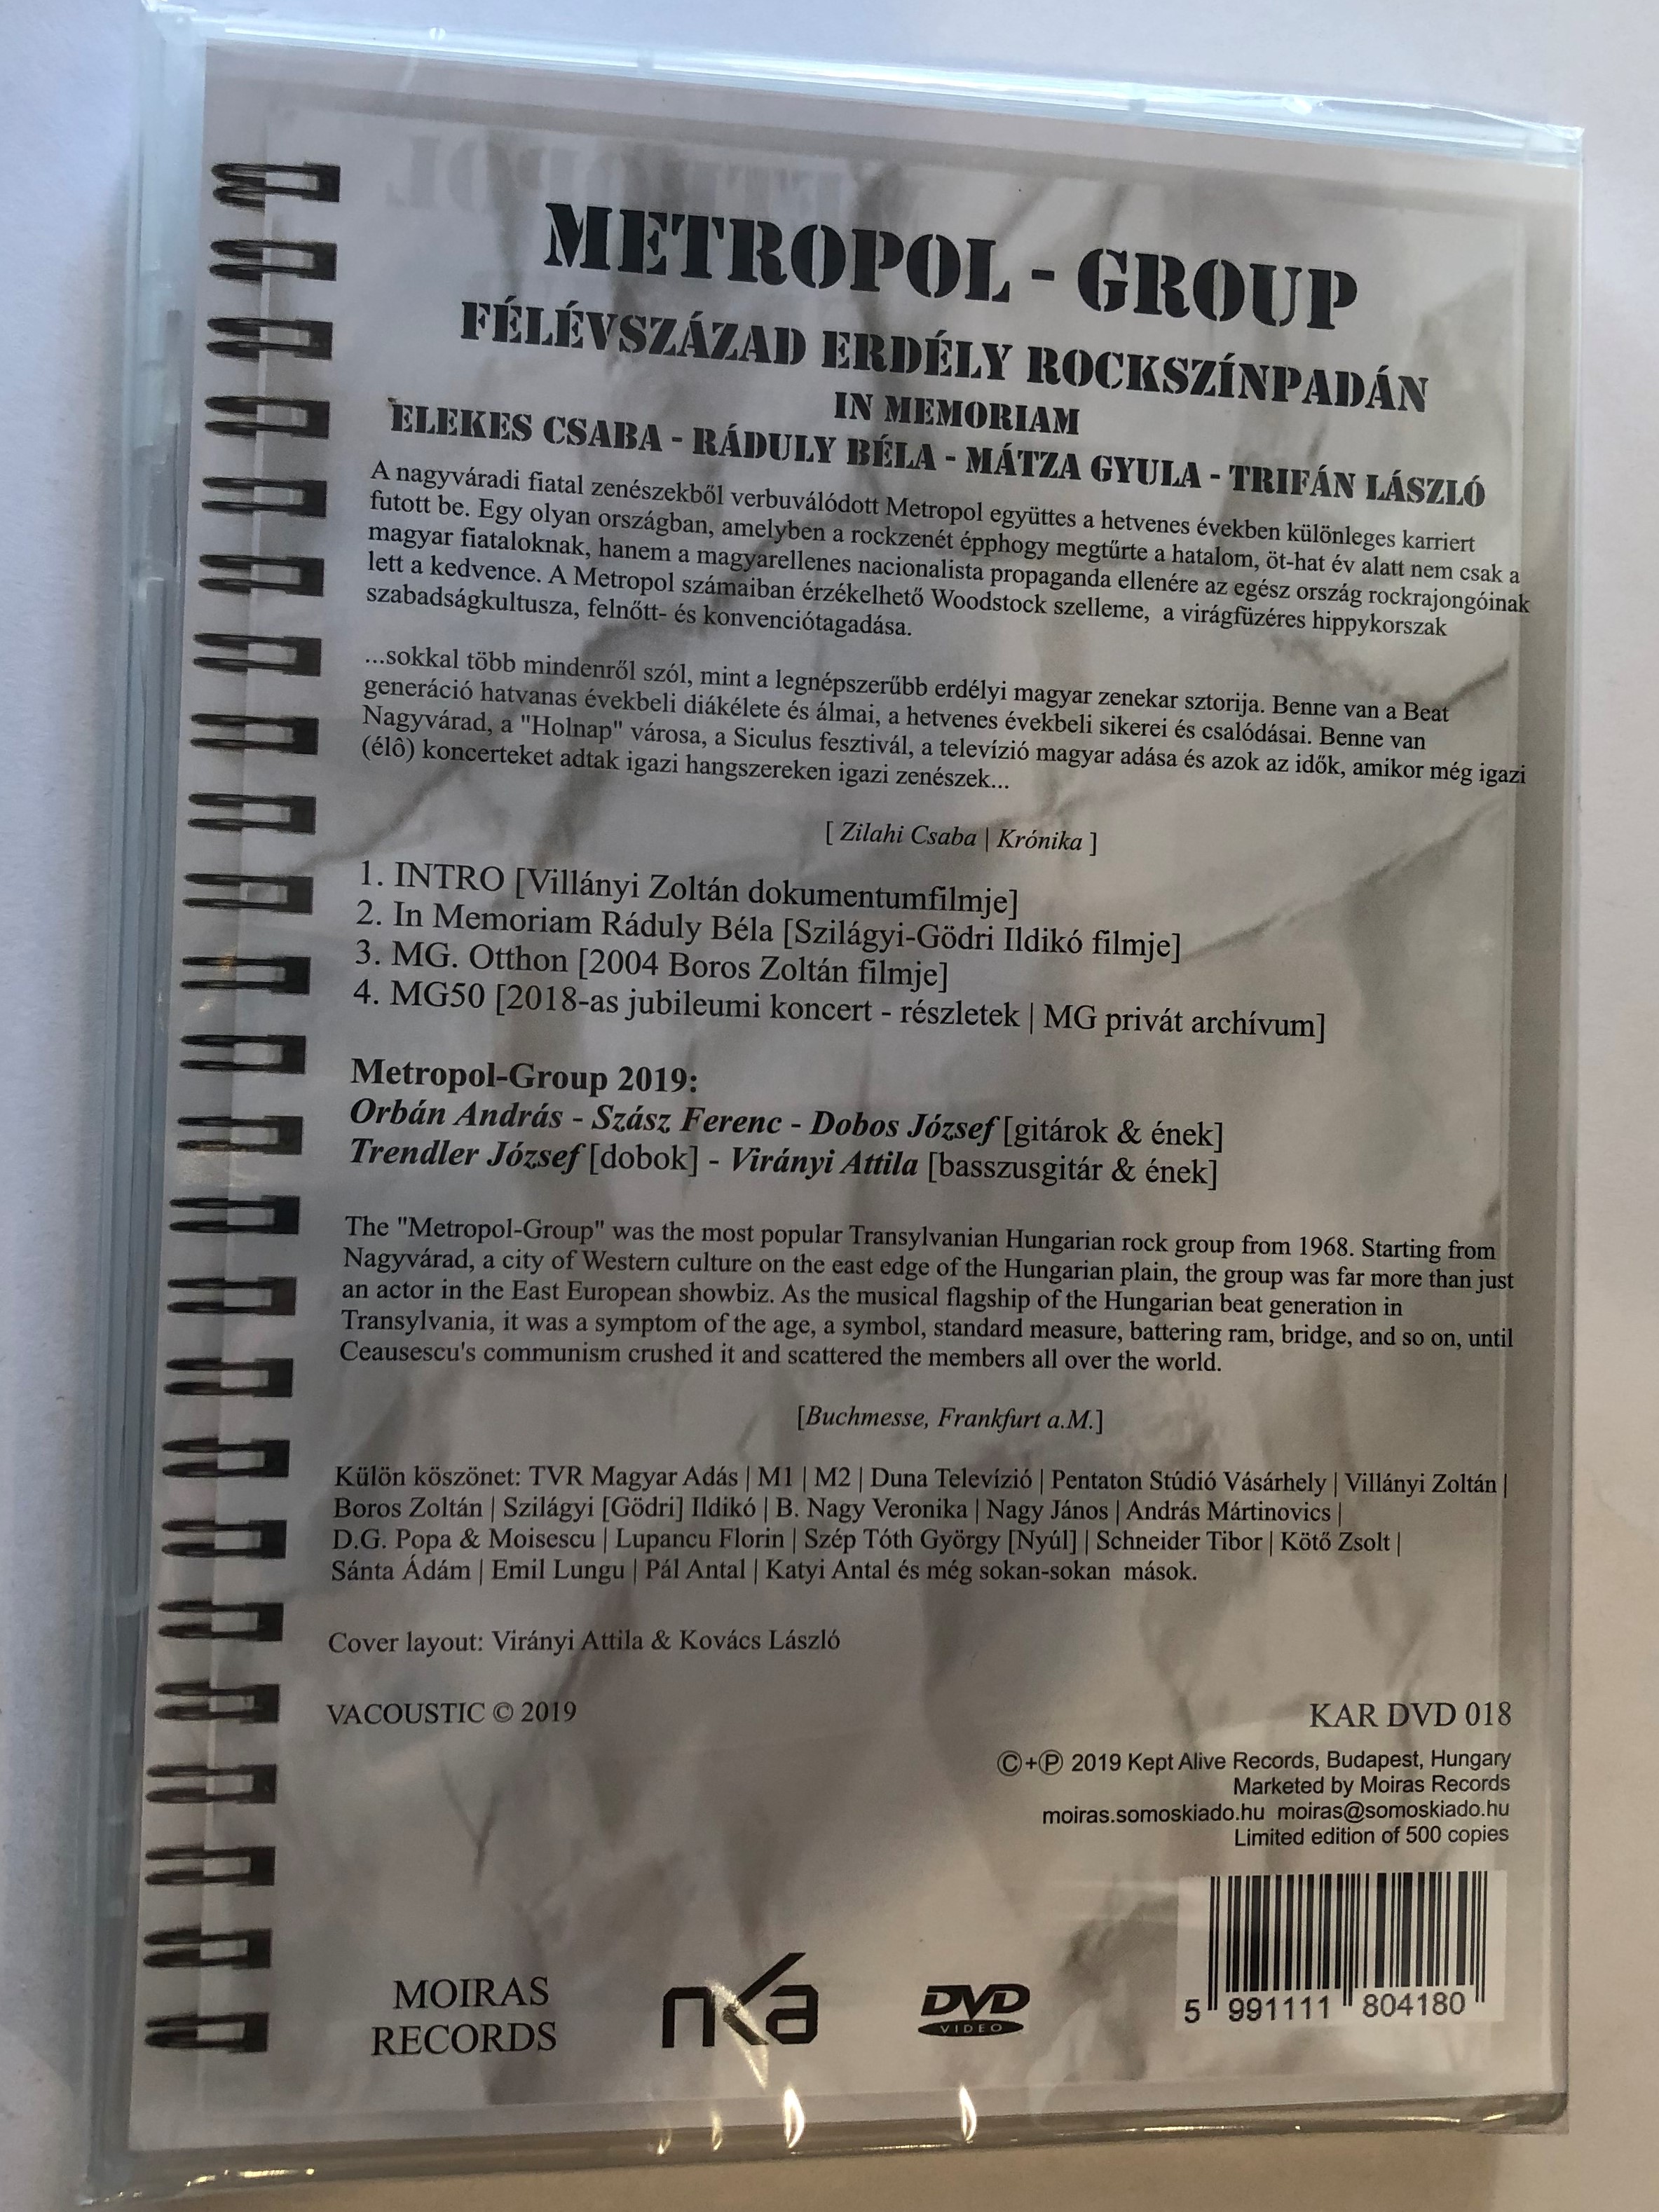 METROPOL - GROUP
FÉLÉVSZÁZAD ERDÉLY ROCKSZÍNPADÁN
IN MEMORIAM
ELEKES CSABA - RÁDULY BÉLA - MÁTZA GYULA - TRIFÁN LÁSZLÓ
A nagyváradi fiatal zenészekből verbuválódott Metropol együttes a hetvenes években különleges karriert
futott be. Egy olyan országban, amelyben a rockzenét épphogy megtűrte a hatalom, öt-hat év alatt nem csak a
magyar fiataloknak, hanem a magyarellenes nacionalista propaganda ellenére az egész ország rockrajongóinak
lett a kedvence. A Metropol számaiban érzékelhető Woodstock szelleme, a virágfüzéres hippykorszak
szabadságkultusza, felnőtt- és konvenciótagadása.
...sokkal több mindenről szól, mint a legnépszerűbb erdélyi magyar zenekar sztorija. Benne van a Beat
generáció hatvanas évekbeli diákélete és álmai, a hetvenes évekbeli sikerei és csalódásai. Benne van
Nagyvárad, a "Holnap" városa, a Siculus fesztivál, a televízió magyar adása és azok az idők, amikor még igazi
(élô) koncerteket adtak igazi hangszereken igazi zenészek...
[ Zilahi Csaba | Krónika ]
1. INTRO [Villányi Zoltán dokumentumfilmje]
2. In Memoriam Ráduly Béla [Szilágyi-Gödri Ildikó filmje]
3. MG. Otthon [2004 Boros Zoltán filmje]
4. MG50 [2018-as jubileumi koncert - részletek | MG privát archívum]
Metropol-Group 2019:
Orbán András - Szász Ferenc - Dobos József [gitárok & ének]
Trendler József [dobok] - Virányi Attila [basszusgitár & ének]
The "Metropol-Group" was the most popular Transylvanian Hungarian rock group from 1968. Starting from
Nagyvárad, a city of Western culture on the east edge of the Hungarian plain, the group was far more than just
an actor in the East European showbiz. As the musical flagship of the Hungarian beat generation in
Transylvania, it was a symptom of the age, a symbol, standard measure, battering ram, bridge, and so on, until
Ceausescu's communism crushed it and scattered the members all over the world.
[Buchmesse, Frankfurt a.M.]
Külön köszönet: TVR Magyar Adás | M1 | M2 | Duna Televízió | Pentaton Stúdió Vásárhely | Villányi Zoltán |
Boros Zoltán | Szilágyi [Gödri] Ildikó | B. Nagy Veronika | Nagy János | András Mártinovics |
D.G. Popa & Moisescu | Lupancu Florin | Szép Tóth György [Nyúl] | Schneider Tibor | Kötő Zsolt |
Sánta Ádám | Emil Lungu | Pál Antal | Katyi Antal és még sokan-sokan mások.
Cover layout: Virányi Attila & Kovács László
VACOUSTIC © 2019
KAR DVD 018
©+℗ 2019 Kept Alive Records, Budapest, Hungary
Marketed by Moiras Records
moiras.somoskiado.hu moiras@somoskiado.hu
Limited edition of 500 copies
MOIRAS
RECORDS
nka
DVD
VIDEO
5 991111 804180